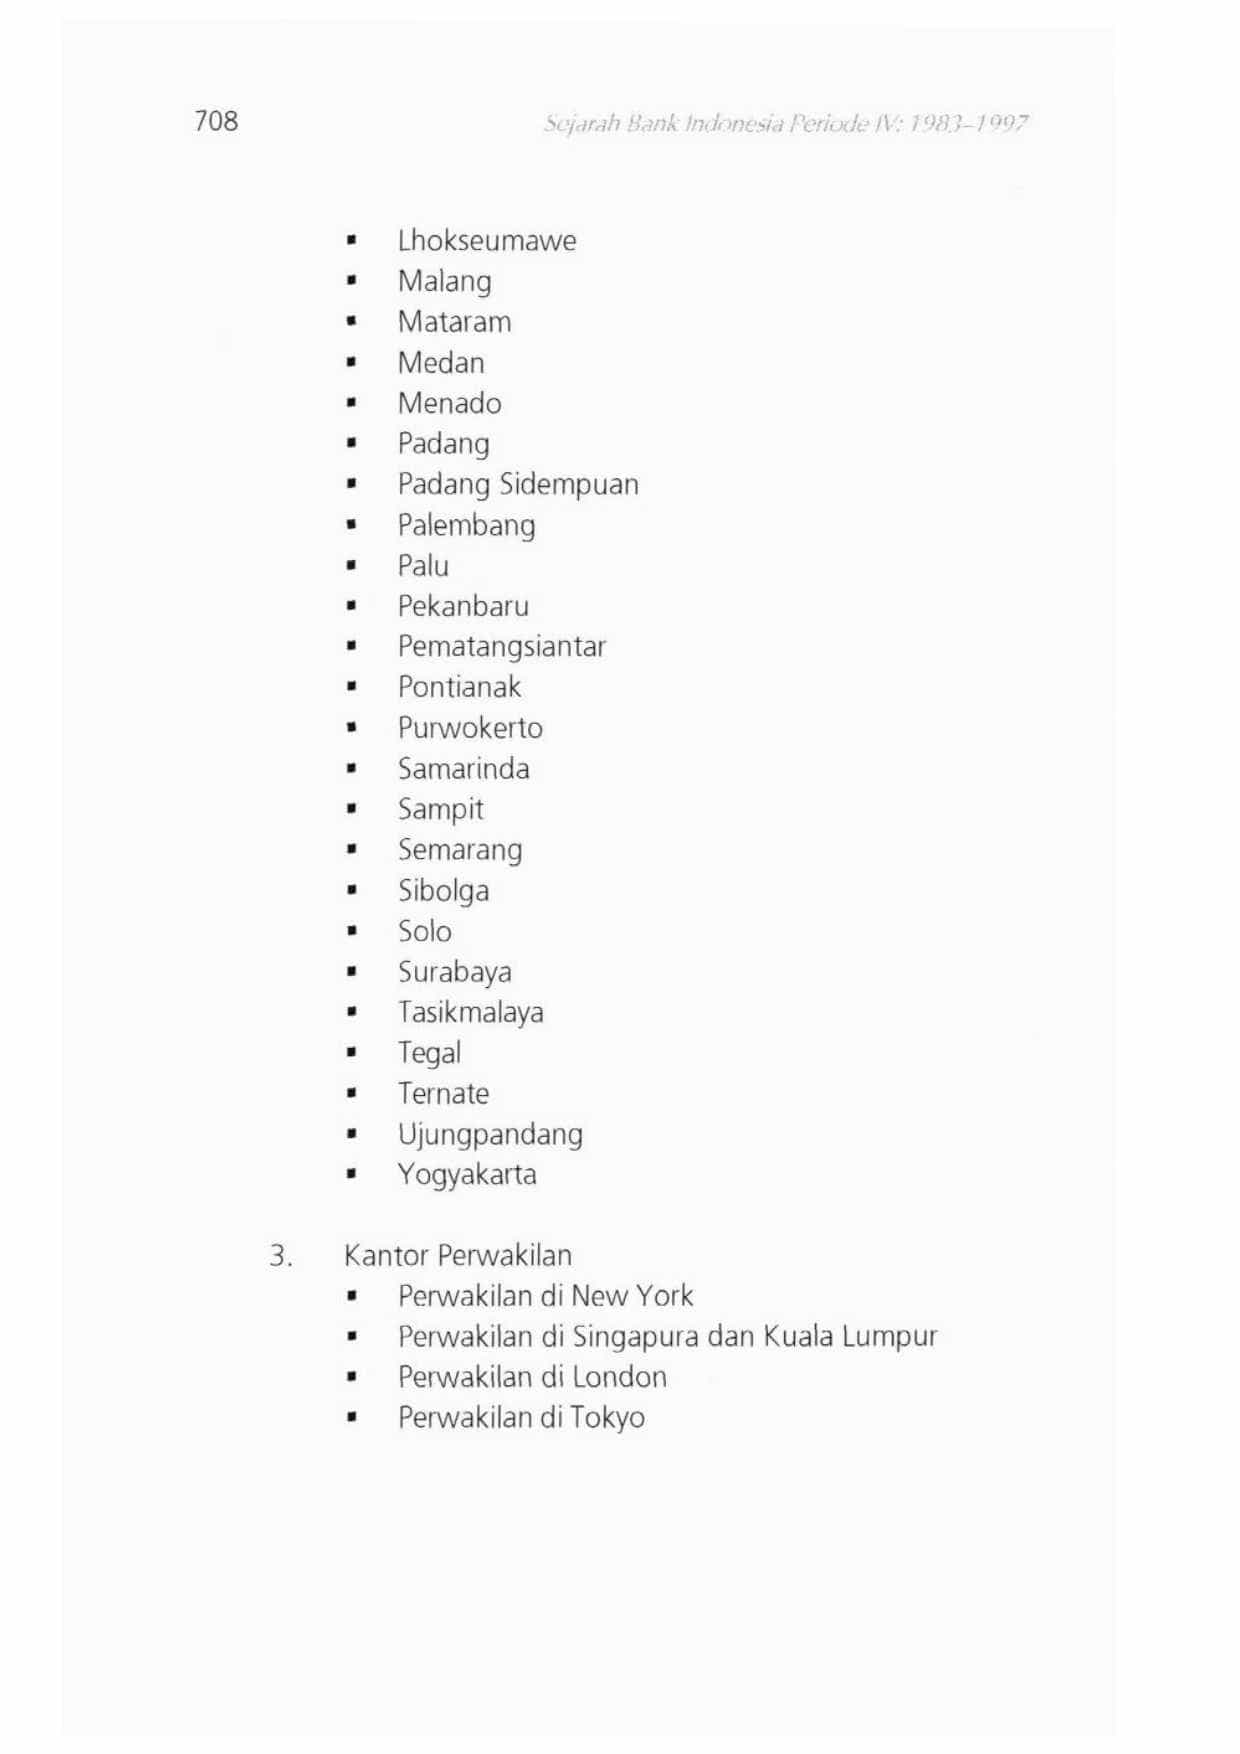 708
Sejarah Bank Indonesia Periode IV: 1983–1997
▪ Lhokseumawe
▪ Malang
▪ Mataram
▪ Medan
▪ Menado
▪ Padang
▪ Padang Sidempuan
▪ Palembang
▪ Palu
▪ Pekanbaru
▪ Pematangsiantar
▪ Pontianak
▪ Purwokerto
▪ Samarinda
▪ Sampit
▪ Semarang
▪ Sibolga
▪ Solo
▪ Surabaya
▪ Tasikmalaya
▪ Tegal
▪ Ternate
▪ Ujungpandang
▪ Yogyakarta
3. Kantor Perwakilan
▪ Perwakilan di New York
▪ Perwakilan di Singapura dan Kuala Lumpur
▪ Perwakilan di London
▪ Perwakilan di Tokyo